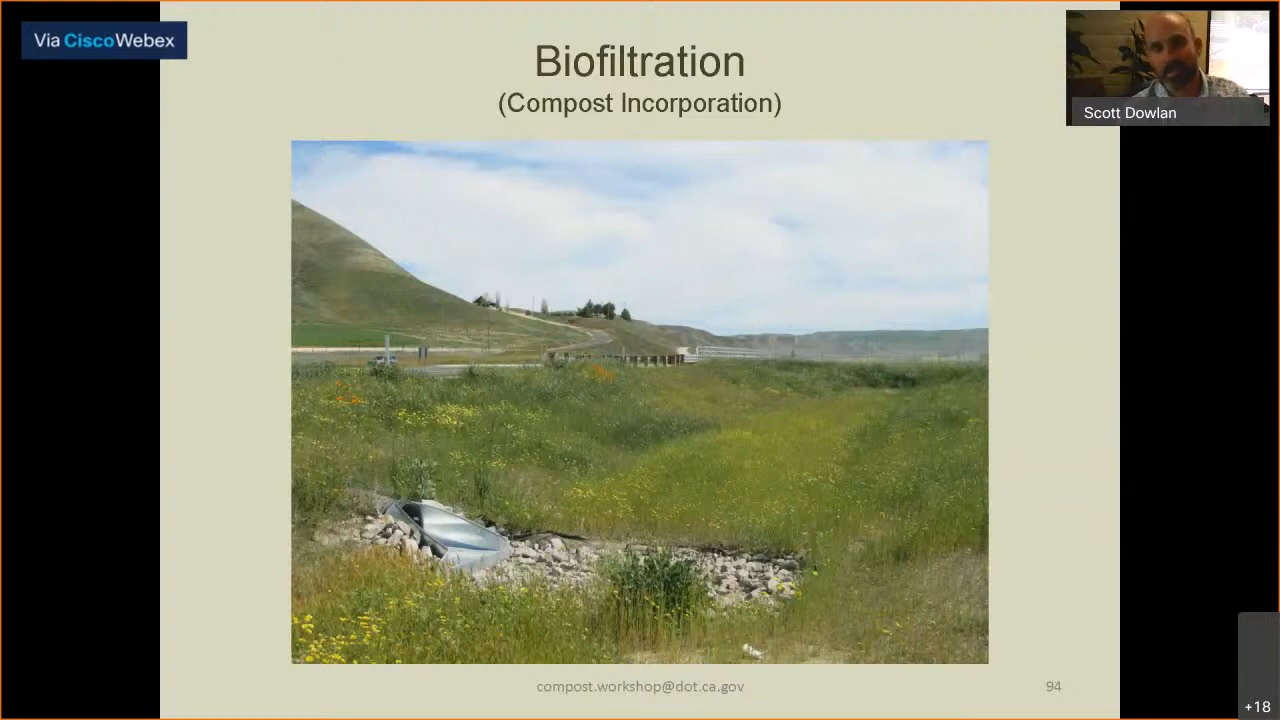 Via CiscoWebex
Biofiltration
(Compost Incorporation)
Scott Dowlan
compost.workshop@dot.ca.gov
94
+18